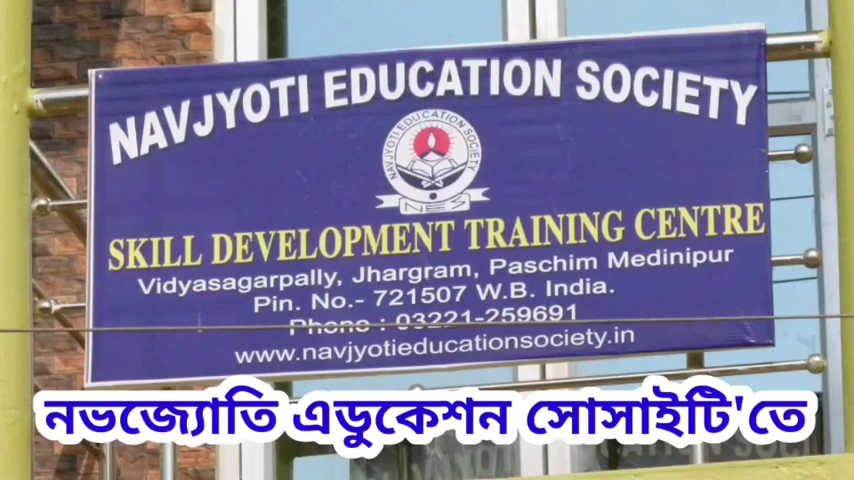 NAVJYOTI EDUCATION SOCIETY
NAVJYOTI EDUCATION SOCIETY
NES
SKILL DEVELOPMENT TRAINING CENTRE
Vidyasagarpally, Jhargram, Paschim Medinipur
Pin. No.- 721507 W.B. India.
Phone : 03221-259691
www.navjyotieducationsociety.in
নভজ্যোতি এডুকেশন সোসাইটি'তে